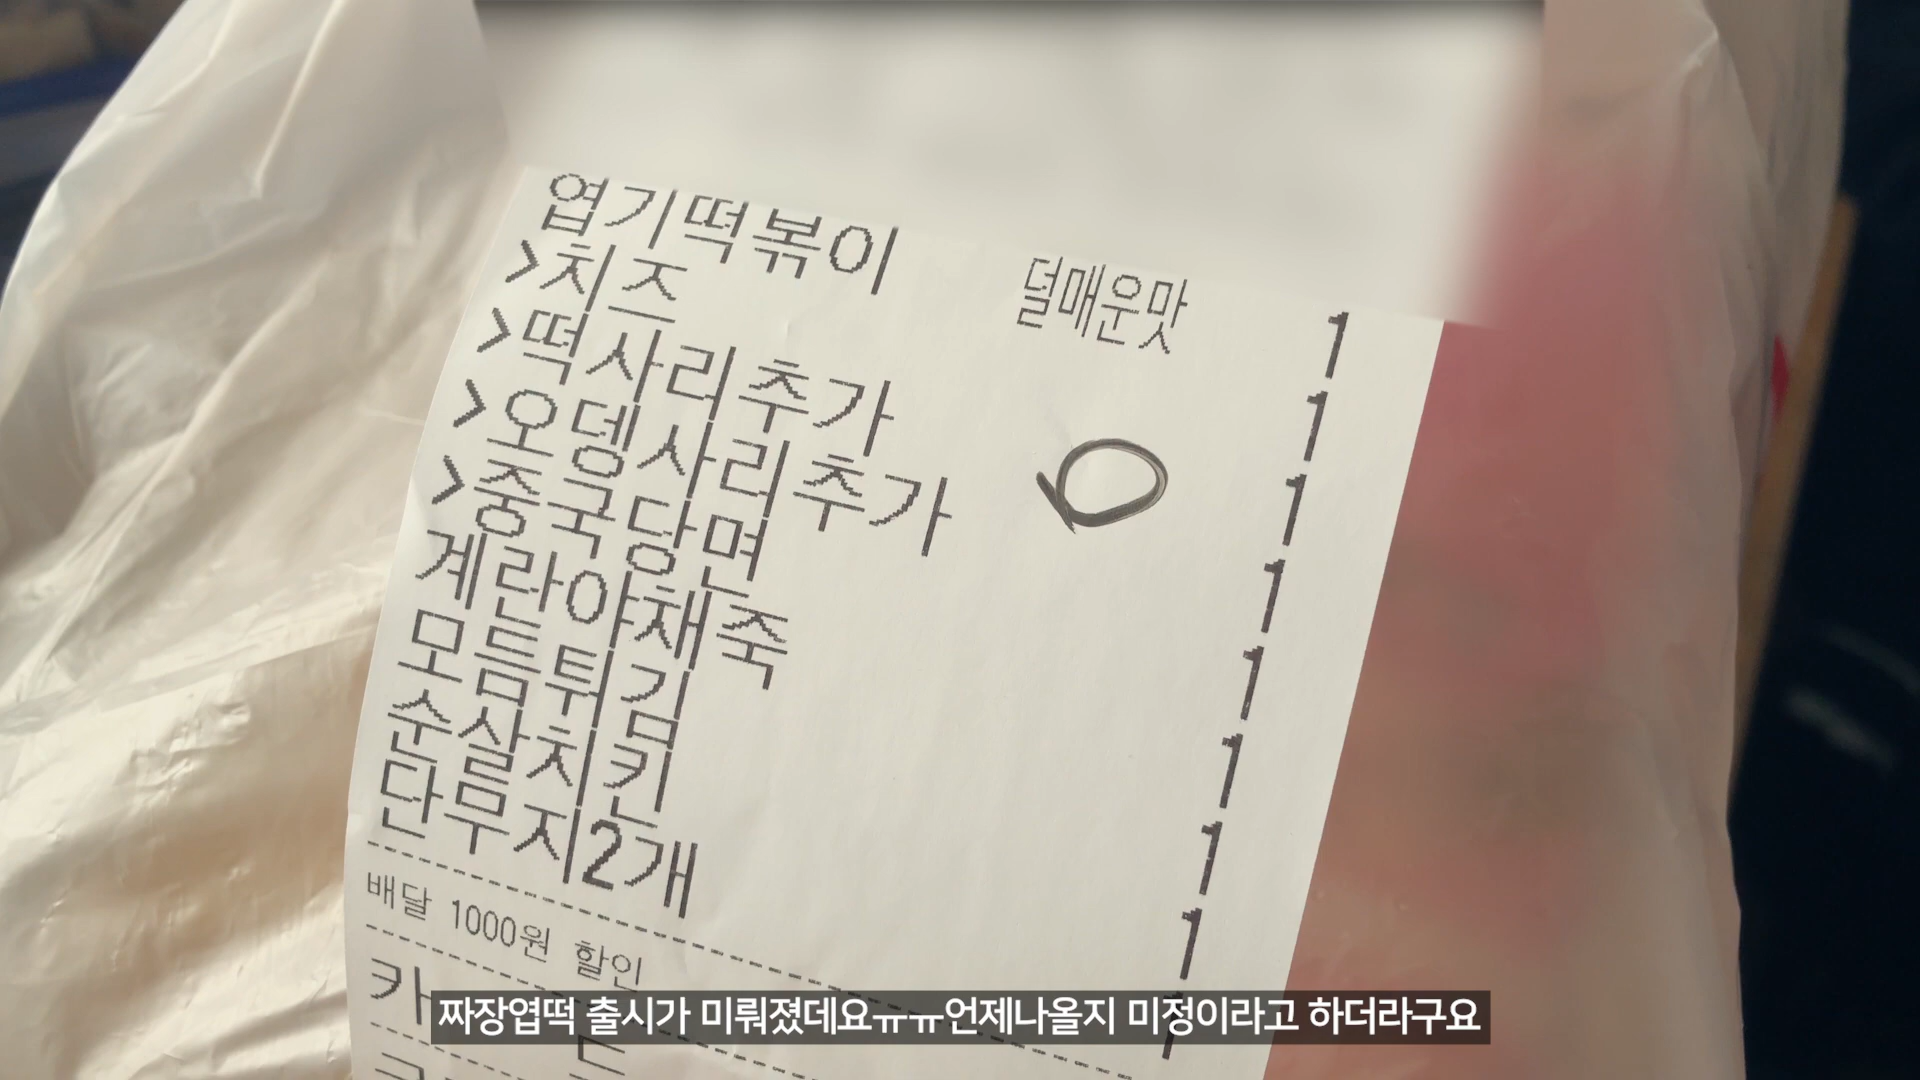 엽기떡볶이 덜매운맛 1
>치즈 1
>떡사리추가 1
>오뎅사리추가 1
>중국당면 1
계란야채죽 1
모듬튀김 1
순살치킨 1
단무지2개 1
배달 1000원 할인
카드
짜장엽떡 출시가 미뤄졌데요ㅠㅠ언제나올지 미정이라고 하더라구요